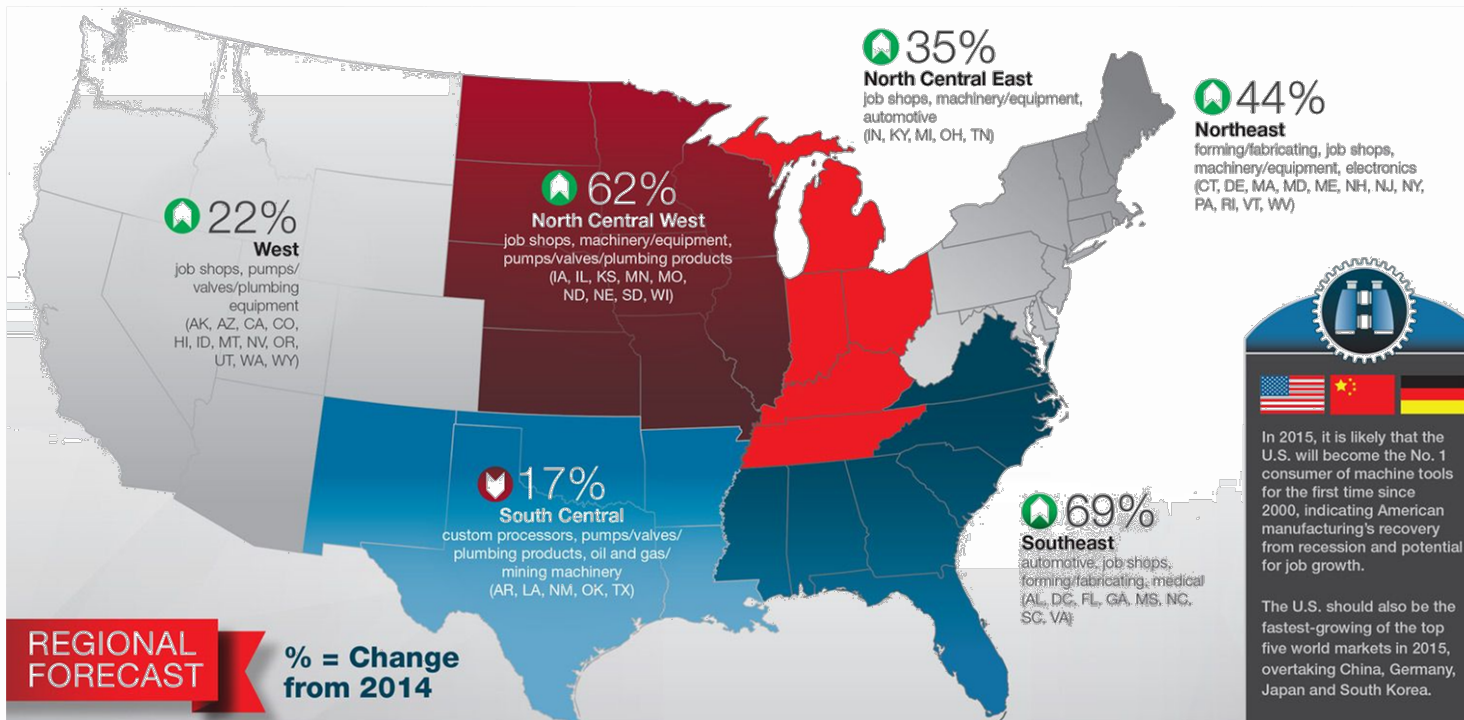 35%
North Central East
job shops, machinery/equipment,
automotive
(IN, KY, MI, OH, TN)
44%
Northeast
forming/fabricating, job shops,
machinery/equipment, electronics
(CT, DE, MA, MD, ME, NH, NJ, NY,
PA, RI, VT, WV)
62%
North Central West
job shops, machinery/equipment,
pumps/valves/plumbing products
(IA, IL, KS, MN, MO,
ND, NE, SD, WI)
22%
West
job shops, pumps/
valves/plumbing
equipment
(AK, AZ, CA, CO,
HI, ID, MT, NV, OR,
UT, WA, WY)
17%
South Central
custom processors, pumps/valves/
plumbing products, oil and gas/
mining machinery
(AR, LA, NM, OK, TX)
69%
Southeast
automotive, job shops,
forming/fabricating, medical
(AL, DC, FL, GA, MS, NC,
SC, VA)
In 2015, it is likely that the
U.S. will become the No. 1
consumer of machine tools
for the first time since
2000, indicating American
manufacturing's recovery
from recession and potential
for job growth.
The U.S. should also be the
fastest-growing of the top
five world markets in 2015,
overtaking China, Germany,
Japan and South Korea.
REGIONAL
FORECAST
% = Change
from 2014